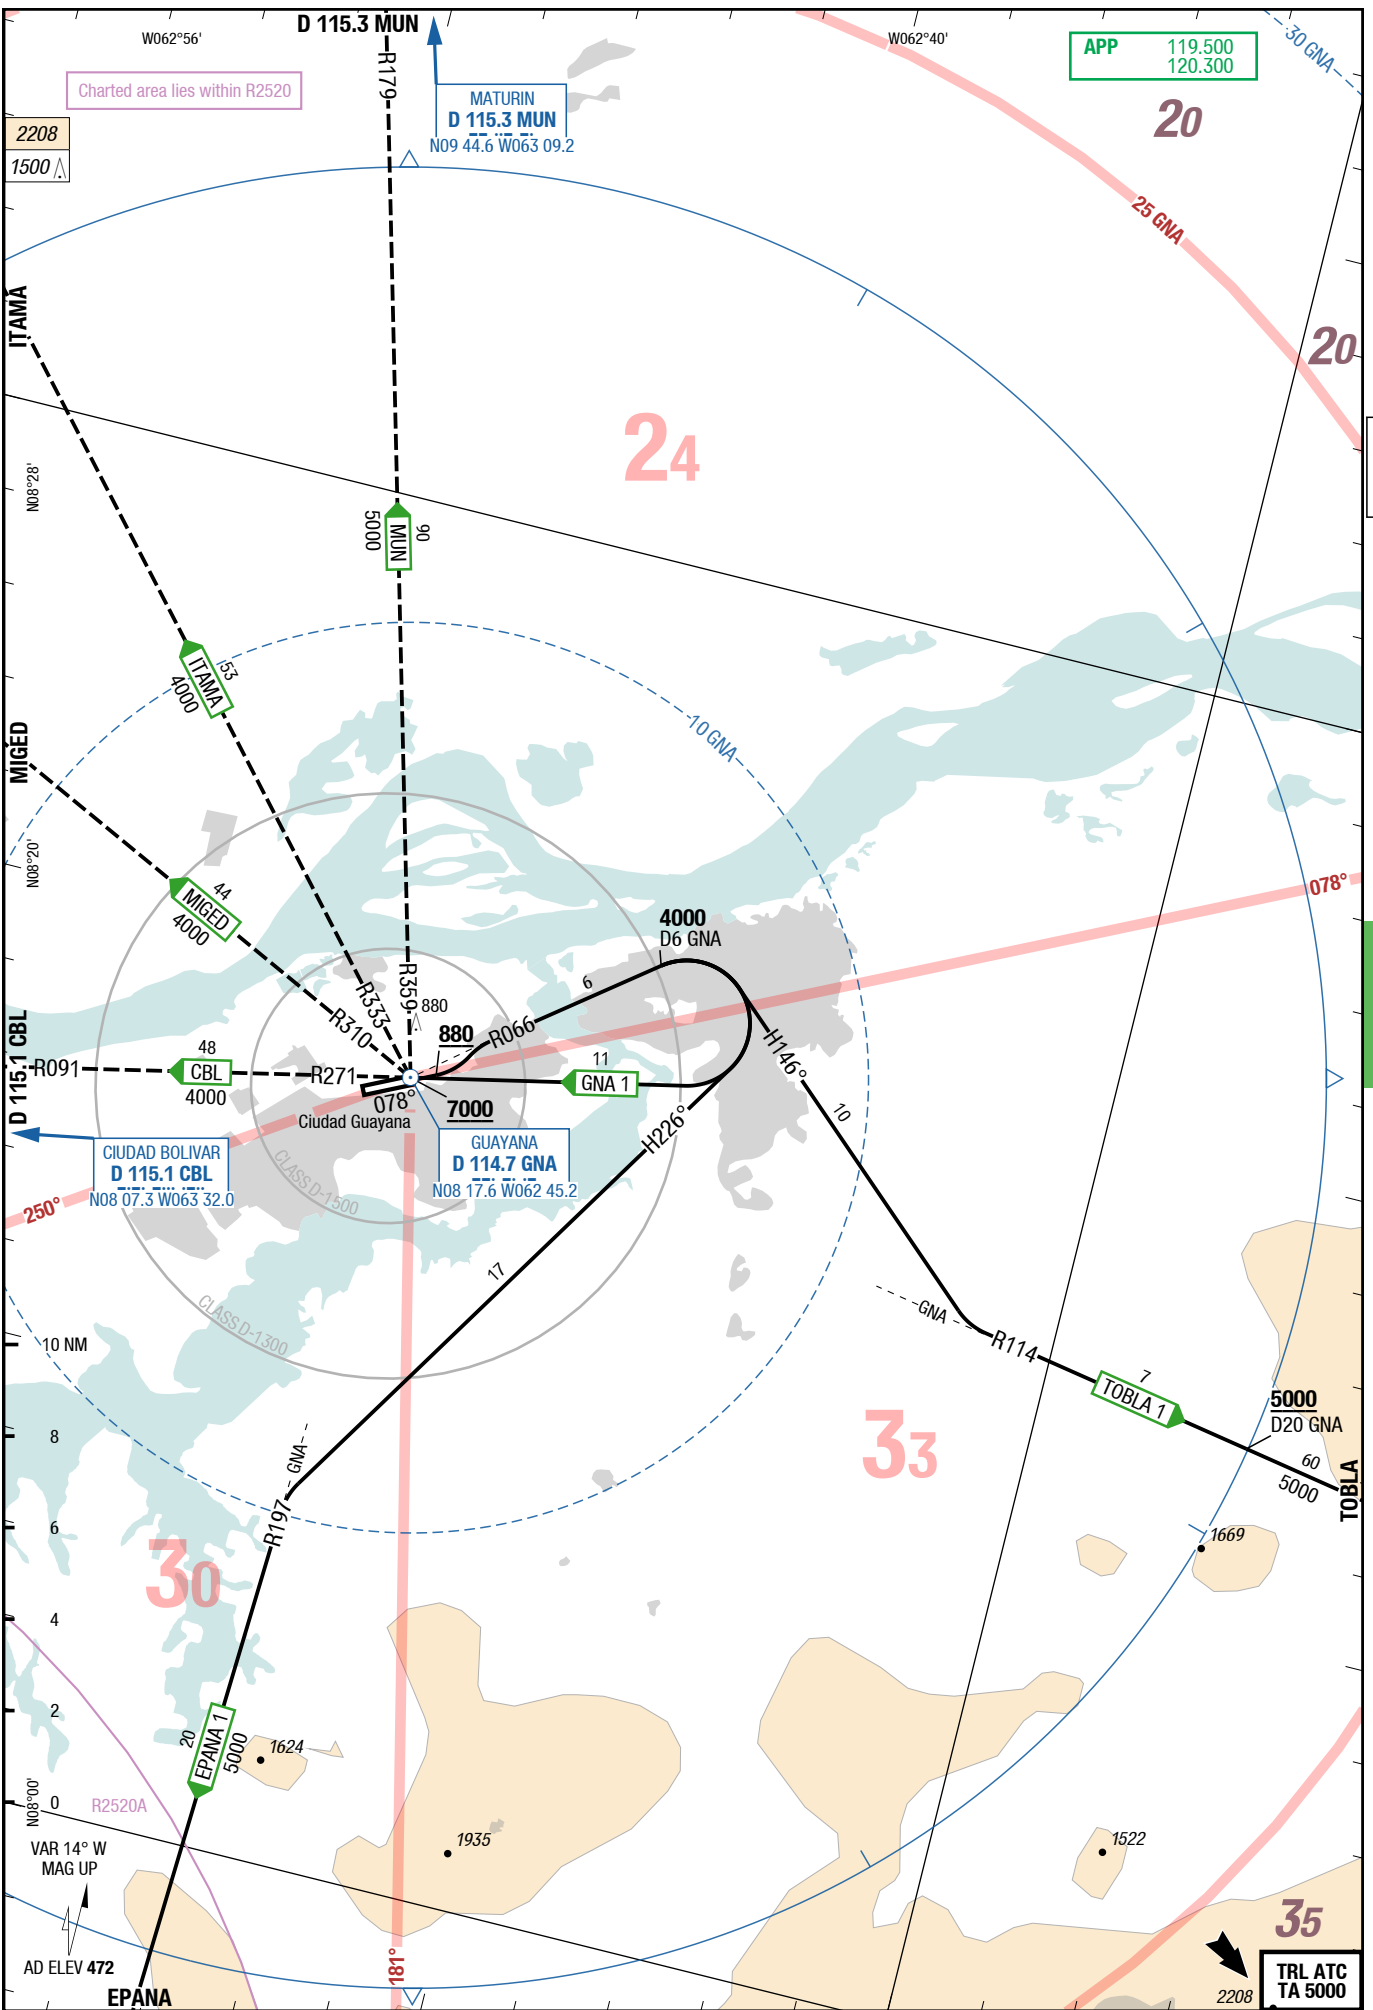 D 115.3 MUN
W062°56'
W062°40'
30 GNA
APP 119.500
120.300
Charted area lies within R2520
R179
MATURIN
D 115.3 MUN
N09 44.6 W063 09.2
20
2208
1500
25 GNA
ITAMA
20
24
N08°28'
MUN
90
5000
ITAMA
53
4000
10 GNA
MIGED
N08°20'
MIGED
44
4000
078°
4000
D6 GNA
6
R359
R333
R310
880
880
R066
H146°
D 115.1 CBL
R091
48
CBL
4000
R271
11
GNA 1
078°
Ciudad Guayana
7000
10
CIUDAD BOLIVAR
D 115.1 CBL
N08 07.3 W063 32.0
GUAYANA
D 114.7 GNA
N08 17.6 W062 45.2
H226°
CLASS D-1500
250°
17
CLASS D-1300
GNA
R114
10 NM
7
TOBLA 1
5000
D20 GNA
8
GNA
33
60
5000
TOBLA
R197
6
1669
30
4
2
20
EPANA 1
5000
1624
N08°00'
0
R2520A
1935
1522
VAR 14° W
MAG UP
35
AD ELEV 472
181°
EPANA
2208
TRL ATC
TA 5000